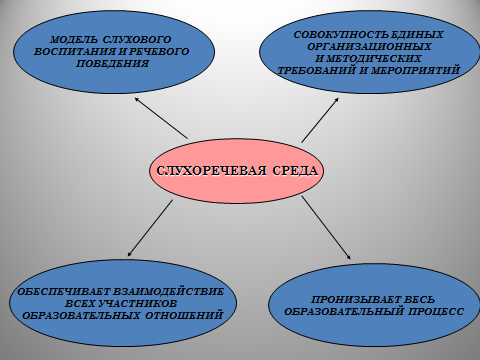 МОДЕЛЬ СЛУХОВОГО
ВОСПИТАНИЯ И РЕЧЕВОГО
ПОВЕДЕНИЯ
СОВОКУПНОСТЬ ЕДИНЫХ
ОРГАНИЗАЦИОННЫХ
И МЕТОДИЧЕСКИХ
ТРЕБОВАНИЙ И МЕРОПРИЯТИЙ
СЛУХОРЕЧЕВАЯ СРЕДА
ОБЕСПЕЧИВАЕТ ВЗАИМОДЕЙСТВИЕ
ВСЕХ УЧАСТНИКОВ
ОБРАЗОВАТЕЛЬНЫХ ОТНОШЕНИЙ
ПРОНИЗЫВАЕТ ВЕСЬ
ОБРАЗОВАТЕЛЬНЫЙ ПРОЦЕСС